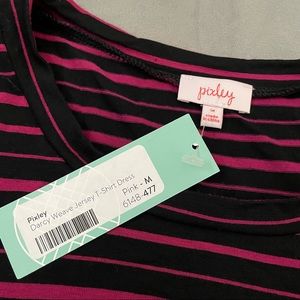 pixley
M
Pixley
Darcy Weave Jersey T-Shirt Dress
Pink - M
6148-477